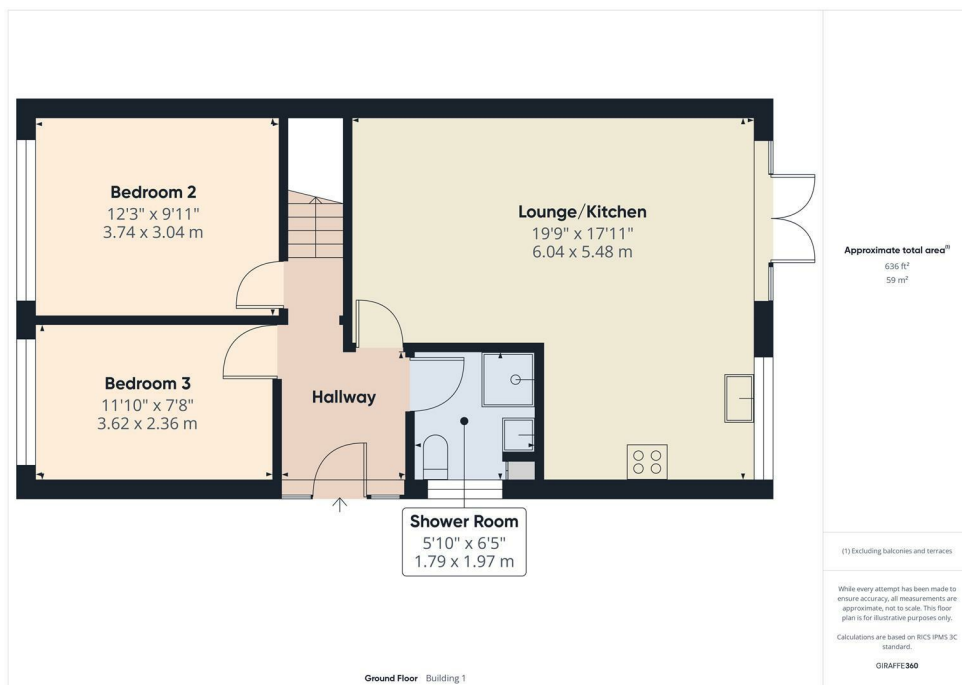 Bedroom 2
12'3" x 9'11"
3.74 x 3.04 m
Lounge/Kitchen
19'9" x 17'11"
6.04 x 5.48 m
Bedroom 3
11'10" x 7'8"
3.62 x 2.36 m
Hallway
Shower Room
5'10" x 6'5"
1.79 x 1.97 m
Ground Floor Building 1
Approximate total area(1)
636 ft²
59 m²
(1) Excluding balconies and terraces
While every attempt has been made to
ensure accuracy, all measurements are
approximate, not to scale. This floor
plan is for illustrative purposes only.
Calculations are based on RICS IPMS 3C
standard.
GIRAFFE360